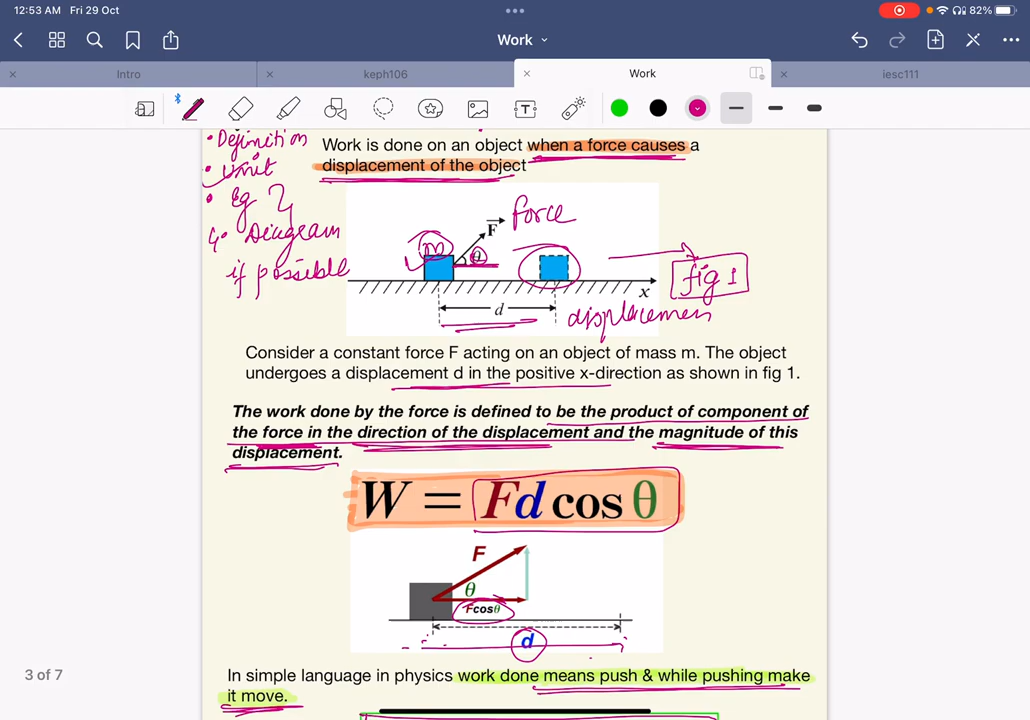 12:53 AM Fri 29 Oct
82%
Work
Intro
keph106
Work
iesc111
T
• Definition
• Unit
• Eg
• Diagram
if possible
Work is done on an object when a force causes a
displacement of the object
F force
m
θ
d
x
fig 1
displacemen
Consider a constant force F acting on an object of mass m. The object
undergoes a displacement d in the positive x-direction as shown in fig 1.
The work done by the force is defined to be the product of component of
the force in the direction of the displacement and the magnitude of this
displacement.
W = Fd cos θ
F
θ
Fcosθ
d
3 of 7
In simple language in physics work done means push & while pushing make
it move.